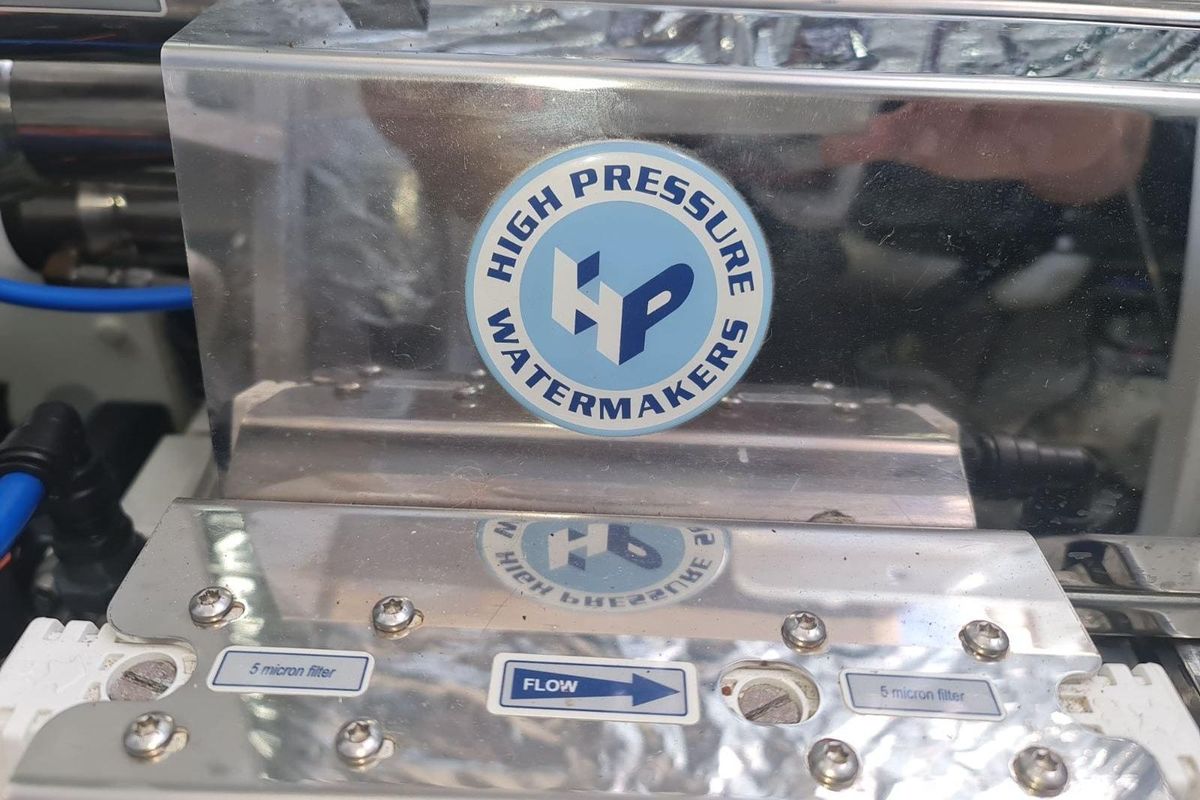 HIGH PRESSURE
HP
WATERMAKERS
5 micron filter
FLOW
5 micron filter